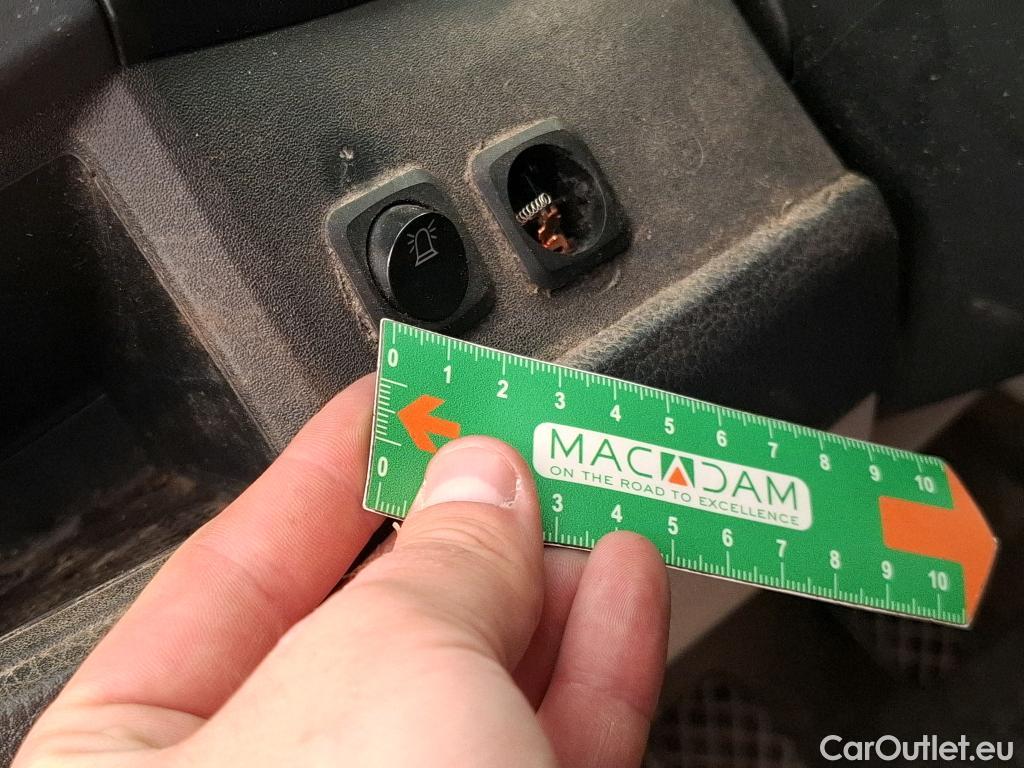 0 1 2 3 4 5 6 7 8 9 10
MACADAM
ON THE ROAD TO EXCELLENCE
0 3 4 5 6 7 8 9 10
CarOutlet.eu